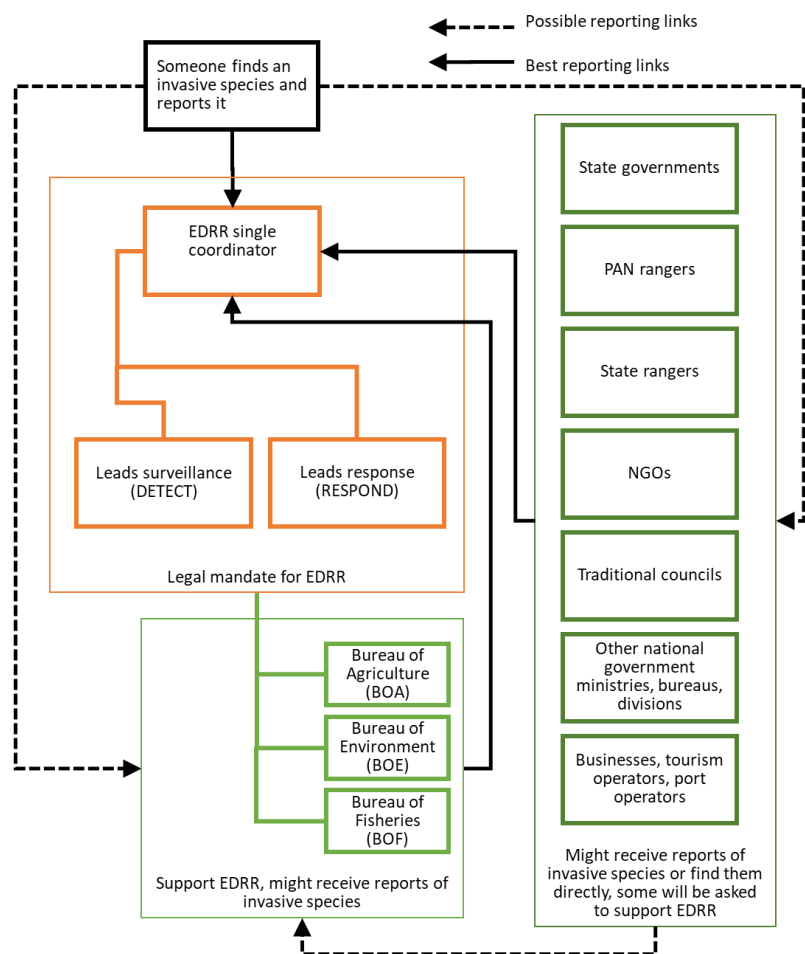 Possible reporting links
Best reporting links
Someone finds an
invasive species and
reports it
EDRR single
coordinator
Leads surveillance
(DETECT)
Leads response
(RESPOND)
Legal mandate for EDRR
Bureau of
Agriculture
(BOA)
Bureau of
Environment
(BOE)
Bureau of
Fisheries
(BOF)
Support EDRR, might receive reports of
invasive species
State governments
PAN rangers
State rangers
NGOs
Traditional councils
Other national
government
ministries, bureaus,
divisions
Businesses, tourism
operators, port
operators
Might receive reports of
invasive species or find them
directly, some will be asked
to support EDRR